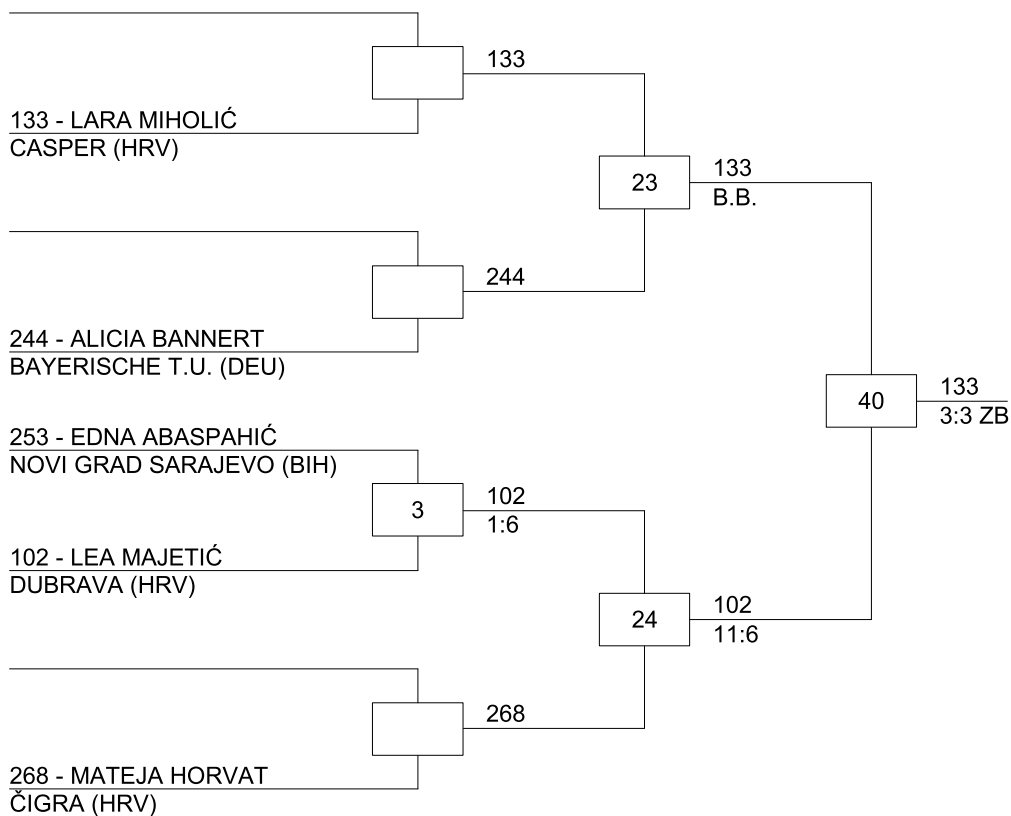 133
133 - LARA MIHOLIĆ
CASPER (HRV)
23
133
B.B.
244
244 - ALICIA BANNERT
BAYERISCHE T.U. (DEU)
40
133
3:3 ZB
253 - EDNA ABASPAHIĆ
NOVI GRAD SARAJEVO (BIH)
3
102
1:6
102 - LEA MAJETIĆ
DUBRAVA (HRV)
24
102
11:6
268
268 - MATEJA HORVAT
ČIGRA (HRV)